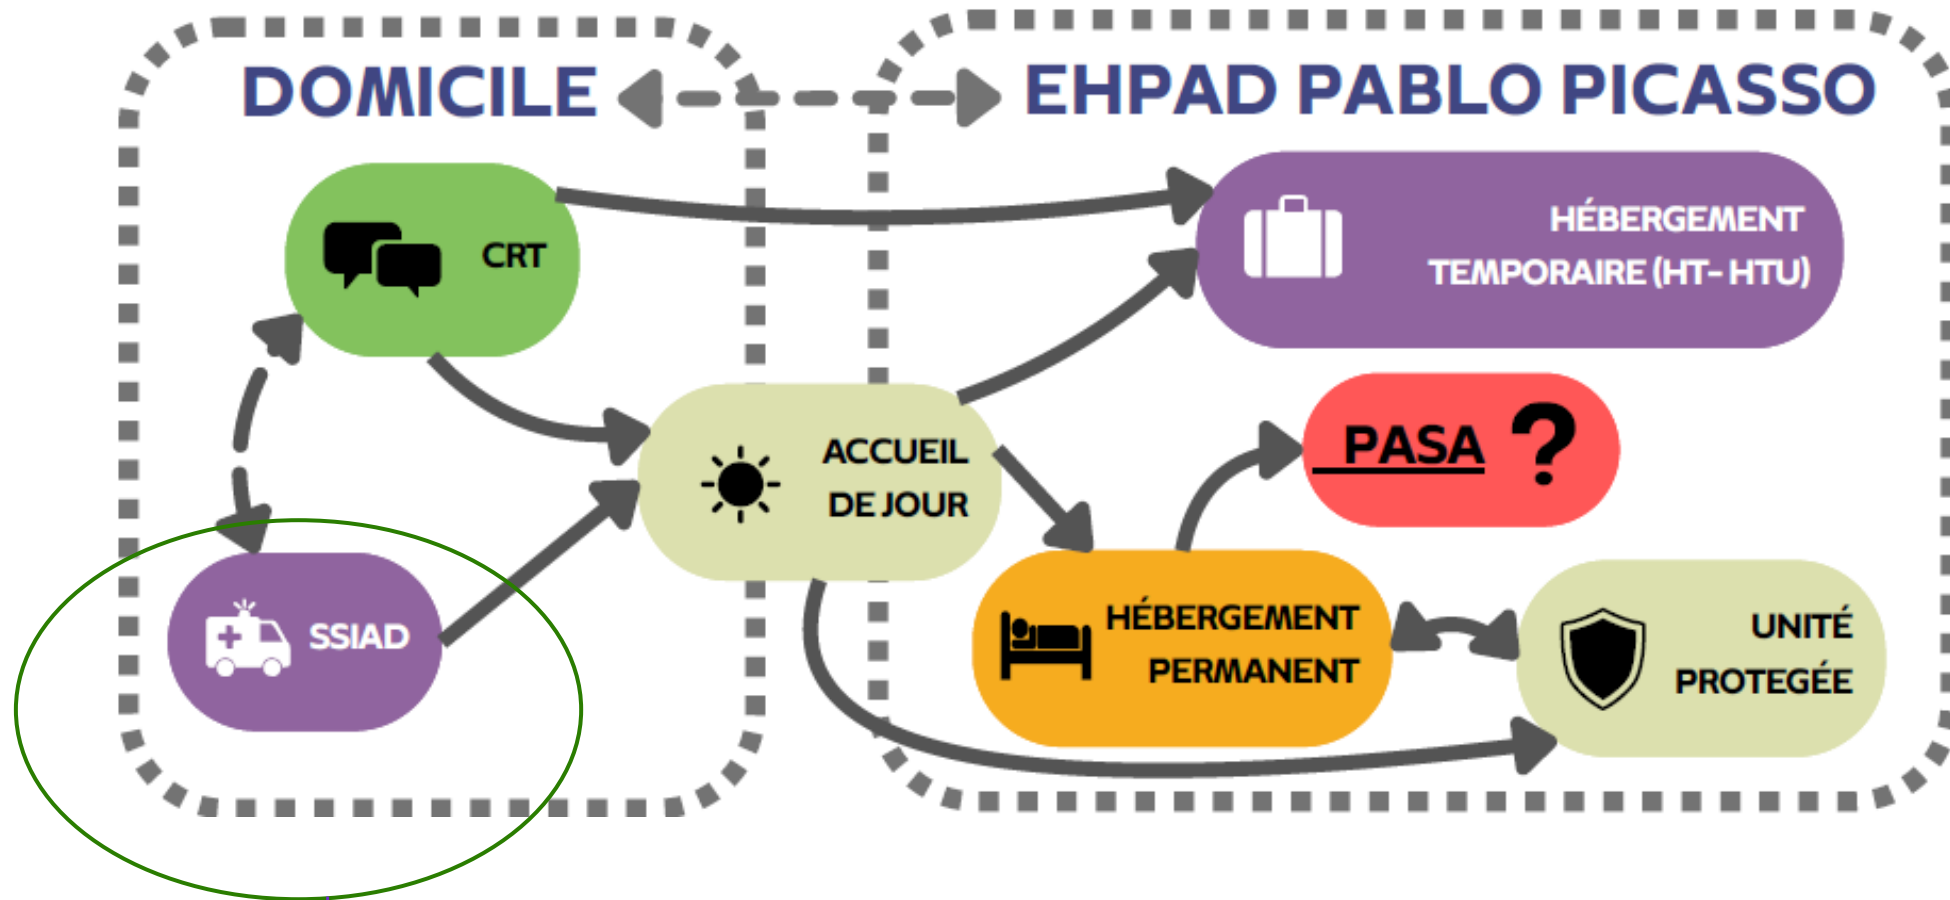 DOMICILE
EHPAD PABLO PICASSO
CRT
HÉBERGEMENT
TEMPORAIRE (HT- HTU)
ACCUEIL
DE JOUR
PASA ?
SSIAD
HÉBERGEMENT
PERMANENT
UNITÉ
PROTEGÉE